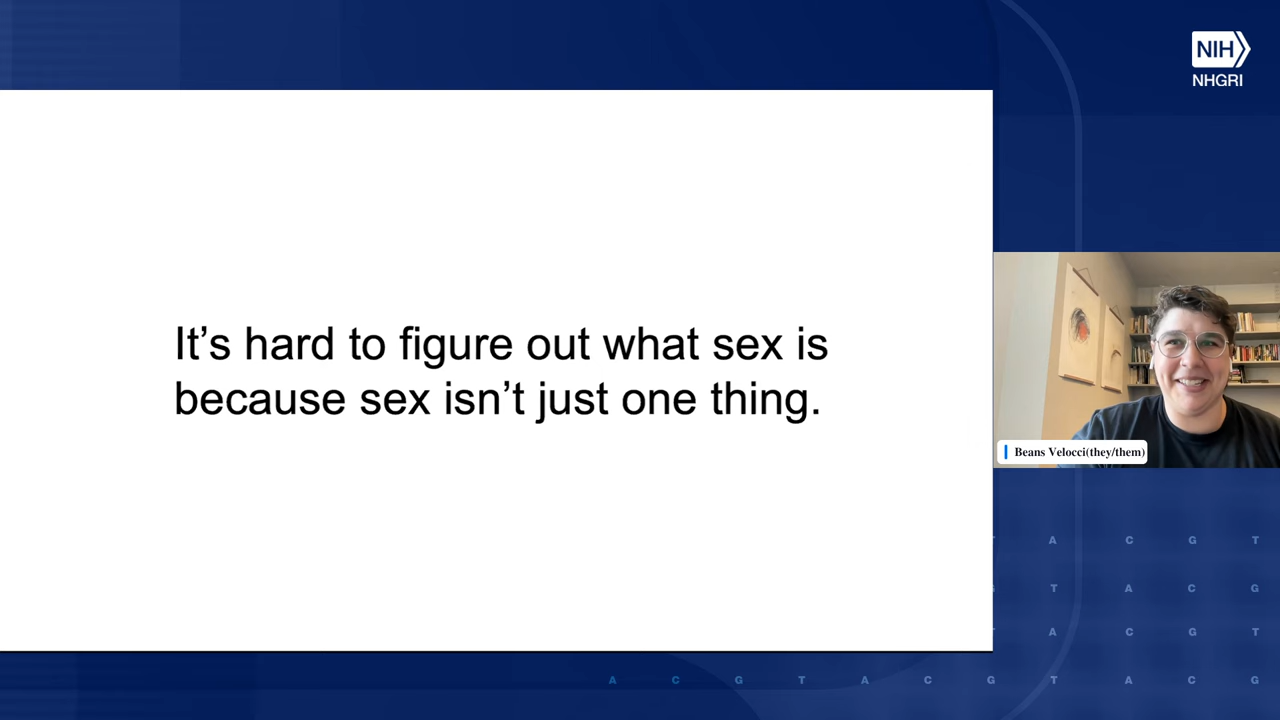 NIH
NHGRI
It’s hard to figure out what sex is
because sex isn’t just one thing.
Beans Velocci(they/them)
A C G T
T A C G
A C G T
A C G T A C G T A C G